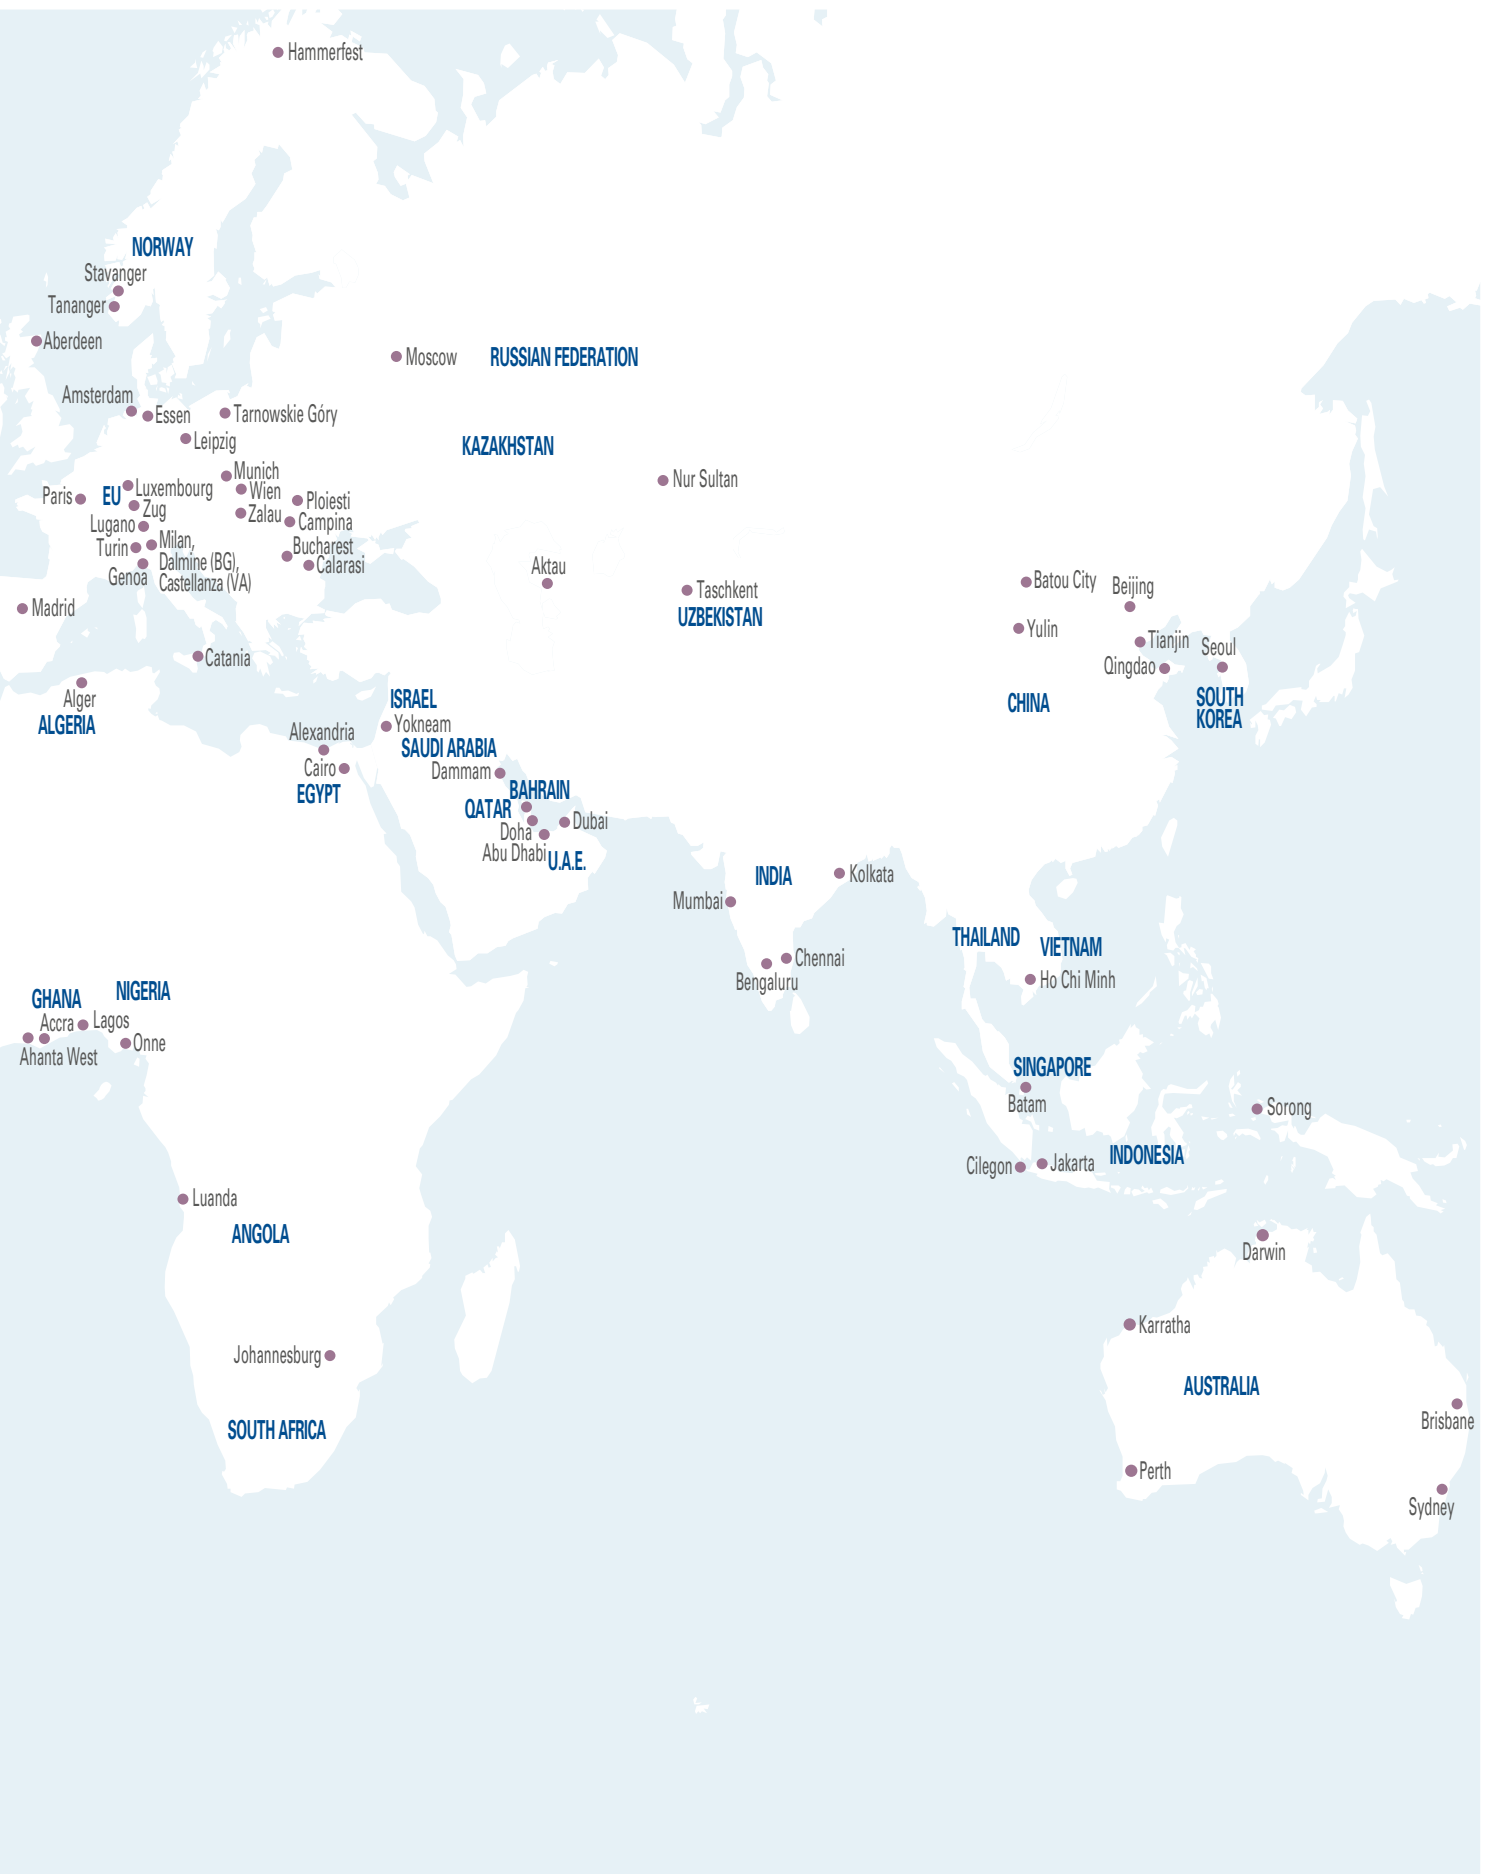 Hammerfest
NORWAY
Stavanger
Tananger
Aberdeen
Moscow
RUSSIAN FEDERATION
Amsterdam
Essen
Tarnowskie Góry
Leipzig
KAZAKHSTAN
Munich
Nur Sultan
Paris
EU
Luxembourg
Wien
Ploiesti
Zug
Zalau
Campina
Lugano
Turin
Milan,
Dalmine (BG),
Castellanza (VA)
Bucharest
Calarasi
Genoa
Aktau
Taschkent
UZBEKISTAN
Batou City
Beijing
Madrid
Yulin
Tianjin
Seoul
Catania
Qingdao
Alger
ALGERIA
ISRAEL
CHINA
SOUTH
KOREA
Yokneam
Alexandria
SAUDI ARABIA
Cairo
Dammam
EGYPT
BAHRAIN
QATAR
Doha
Dubai
Abu Dhabi
U.A.E.
INDIA
Kolkata
Mumbai
THAILAND
VIETNAM
Chennai
Bengaluru
Ho Chi Minh
GHANA
NIGERIA
Accra
Lagos
Onne
Ahanta West
SINGAPORE
Batam
Sorong
Cilegon
Jakarta
INDONESIA
Luanda
ANGOLA
Darwin
Karratha
Johannesburg
AUSTRALIA
Brisbane
SOUTH AFRICA
Perth
Sydney